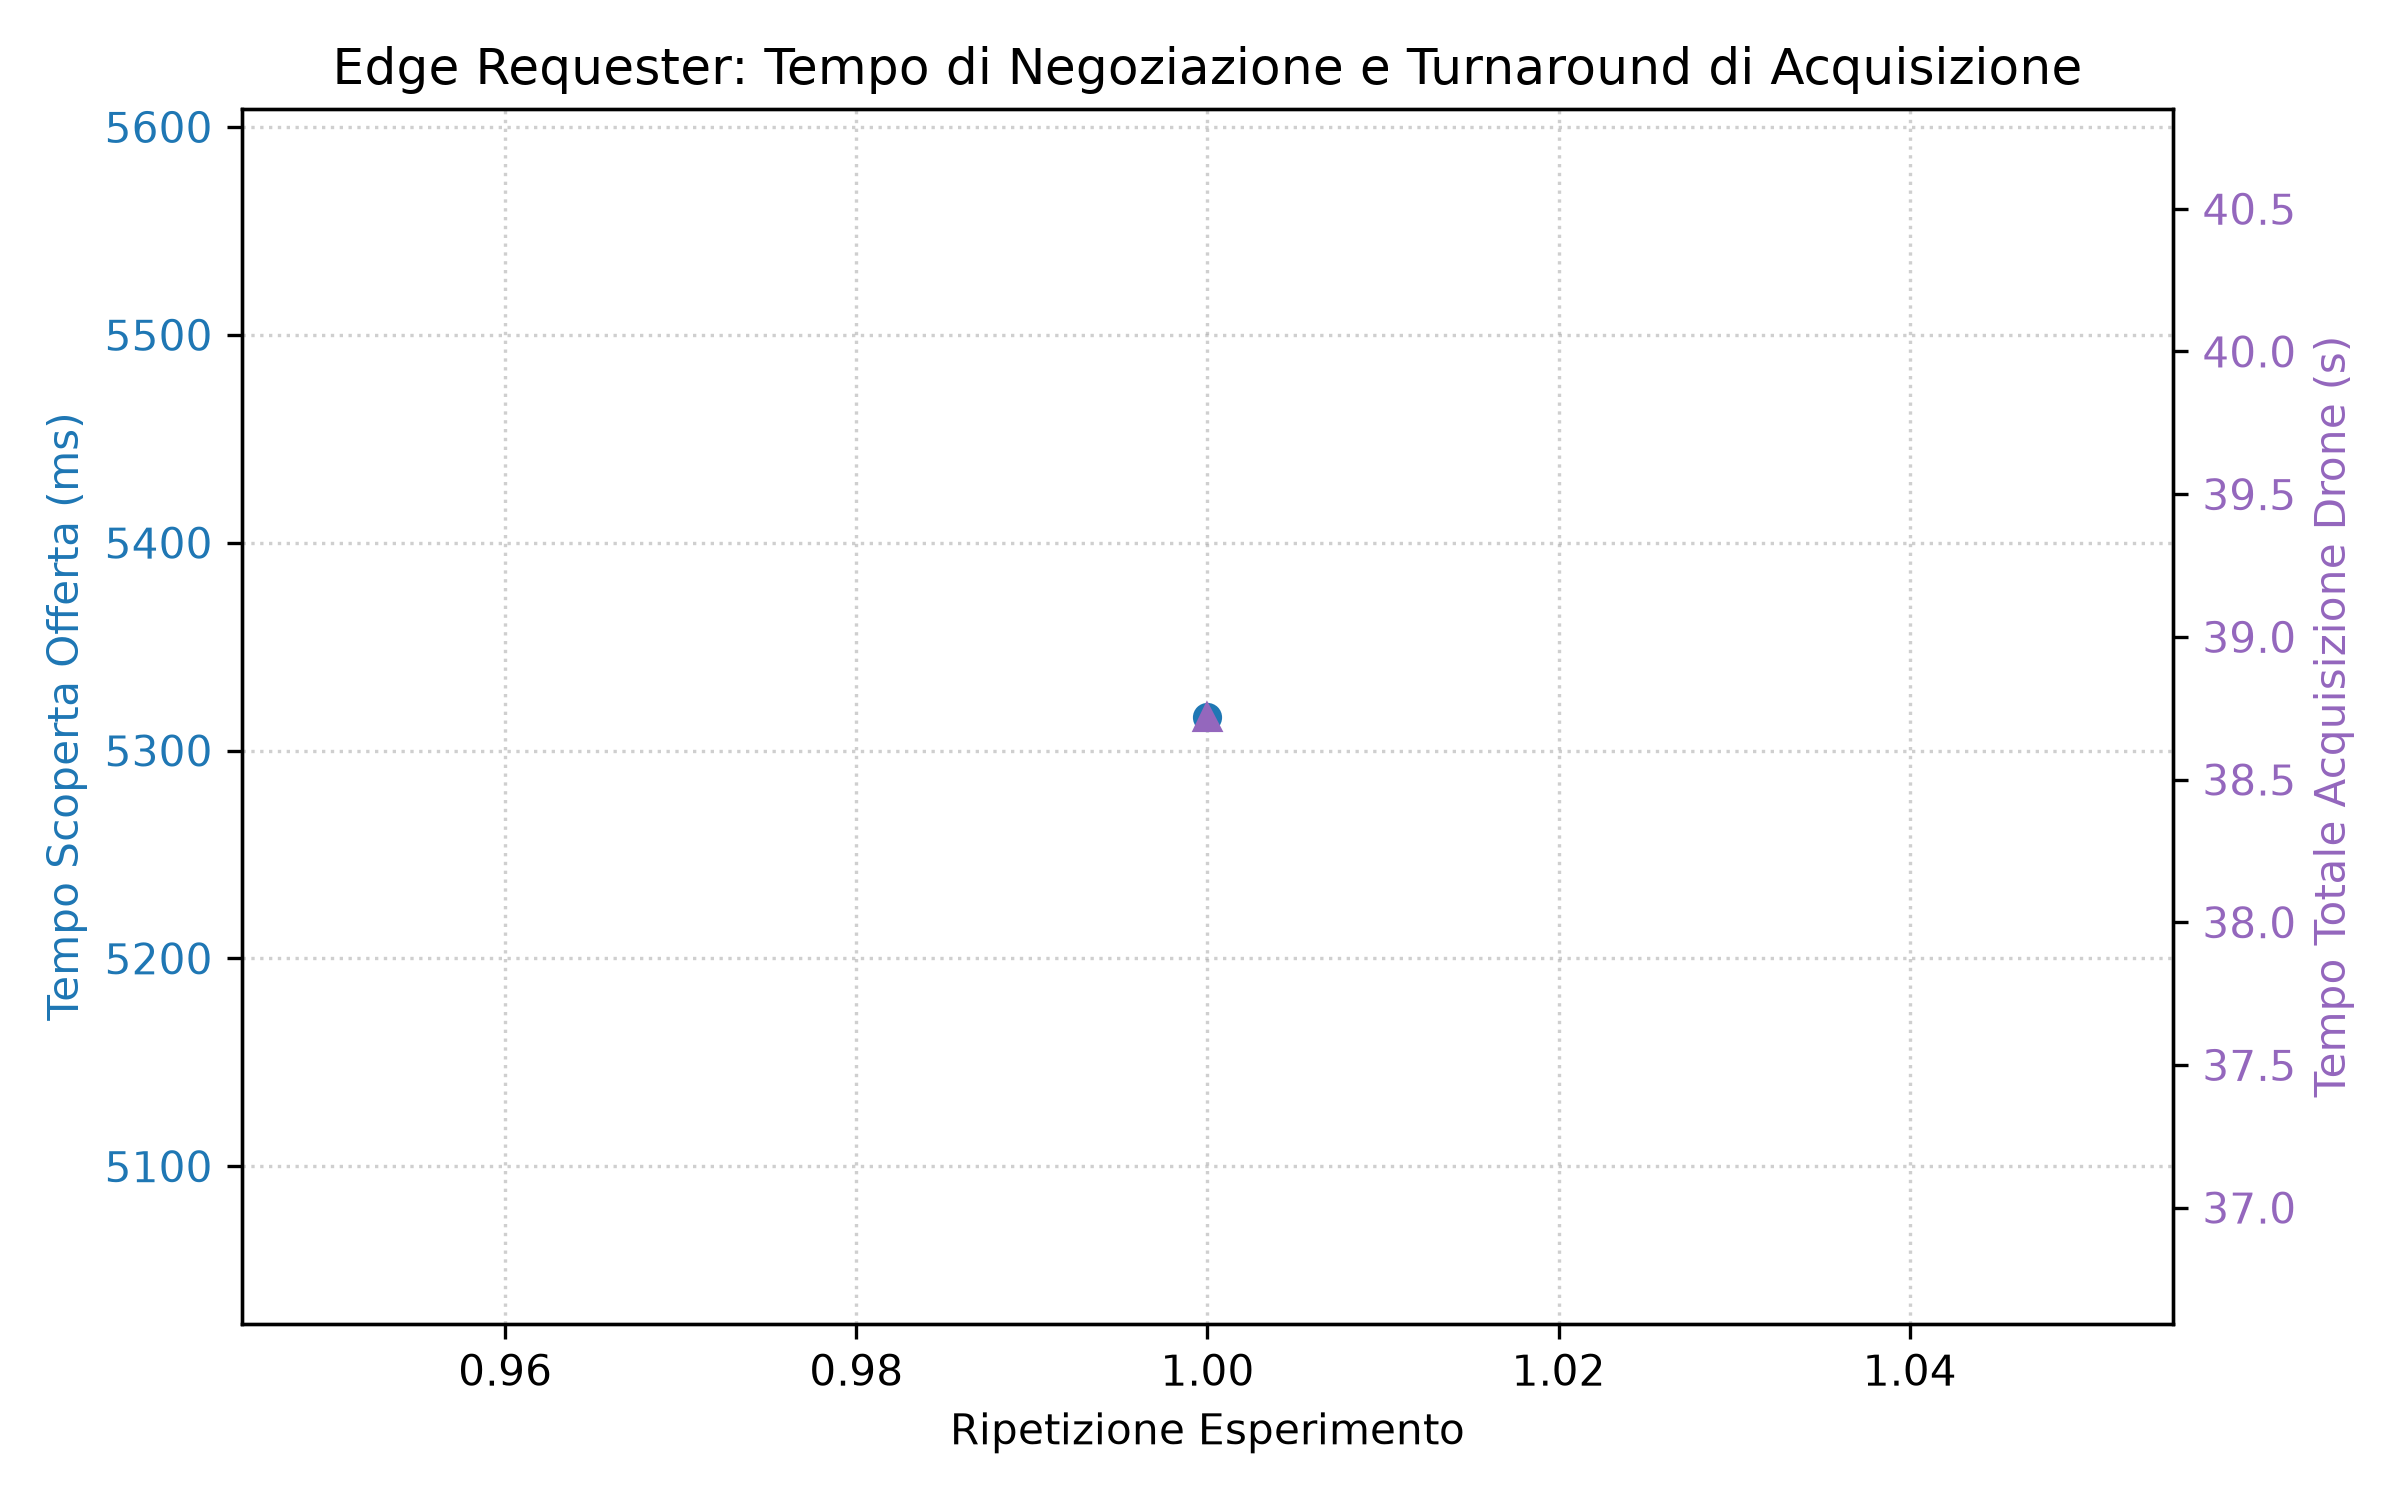 Edge Requester: Tempo di Negoziazione e Turnaround di Acquisizione
Tempo Scoperta Offerta (ms)
5600
5500
5400
5300
5200
5100
40.5
40.0
39.5
39.0
38.5
38.0
37.5
37.0
Tempo Totale Acquisizione Drone (s)
0.96 0.98 1.00 1.02 1.04
Ripetizione Esperimento